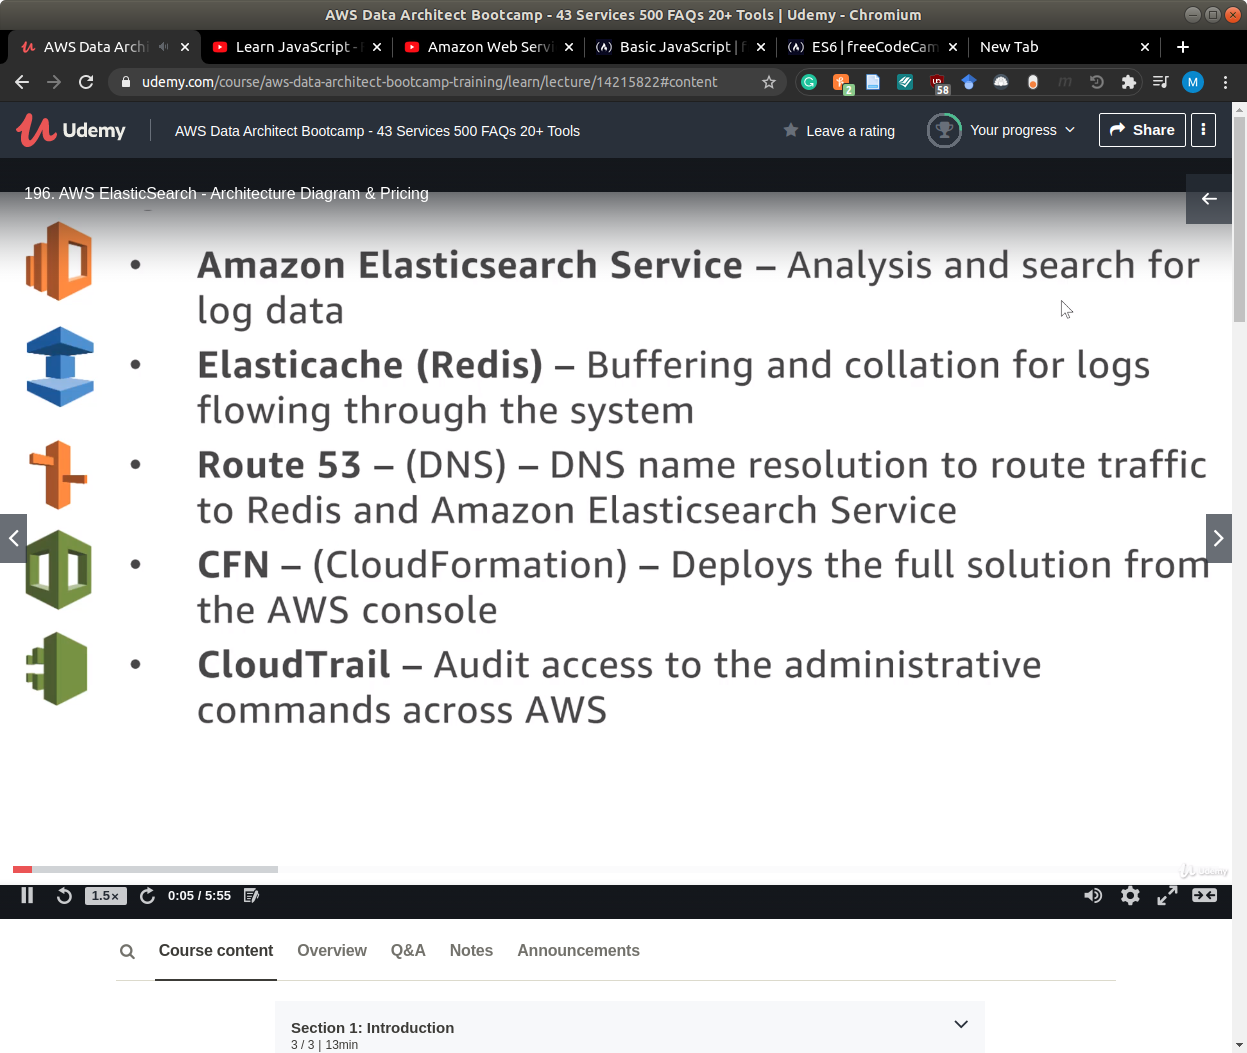 AWS Data Architect Bootcamp - 43 Services 500 FAQs 20+ Tools | Udemy - Chromium
AWS Data Archi
Learn JavaScript -
Amazon Web Servi
Basic JavaScript | f
ES6 | freeCodeCam
New Tab
udemy.com/course/aws-data-architect-bootcamp-training/learn/lecture/14215822#content
2
58
m
M
Udemy
AWS Data Architect Bootcamp - 43 Services 500 FAQs 20+ Tools
Leave a rating
Your progress
Share
196. AWS ElasticSearch - Architecture Diagram & Pricing
• Amazon Elasticsearch Service – Analysis and search for
log data
• Elasticache (Redis) – Buffering and collation for logs
flowing through the system
• Route 53 – (DNS) – DNS name resolution to route traffic
to Redis and Amazon Elasticsearch Service
• CFN – (CloudFormation) – Deploys the full solution from
the AWS console
• CloudTrail – Audit access to the administrative
commands across AWS
Udemy
1.5×
0:05 / 5:55
Course content
Overview
Q&A
Notes
Announcements
Section 1: Introduction
3 / 3 | 13min